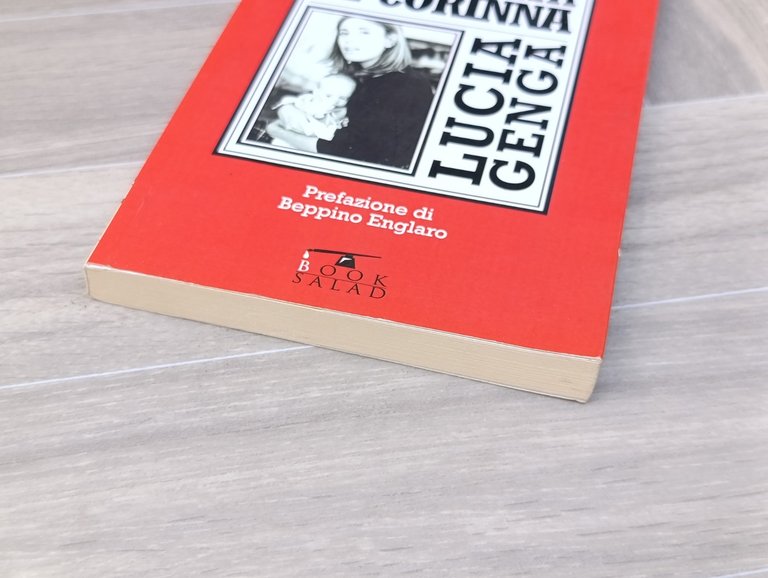 CORINNA
LUCIA
GENGA
Prefazione di
Beppino Englaro
BOOK
SALAD